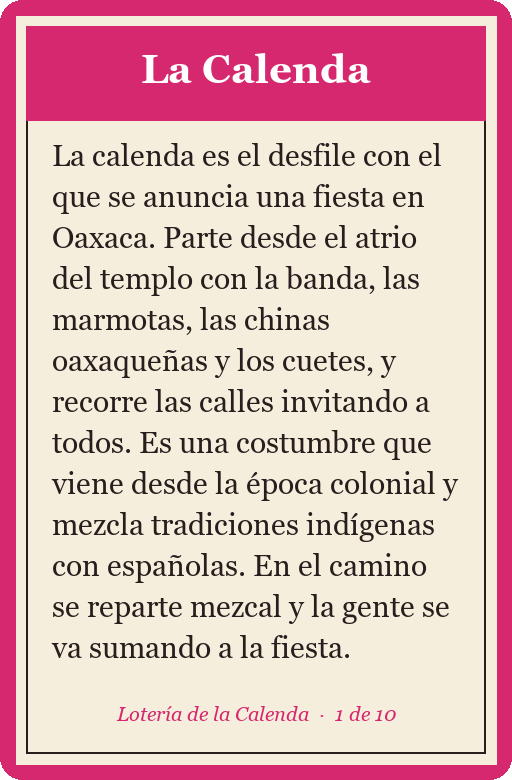 La Calenda
La calenda es el desfile con el
que se anuncia una fiesta en
Oaxaca. Parte desde el atrio
del templo con la banda, las
marmotas, las chinas
oaxaqueñas y los cuetes, y
recorre las calles invitando a
todos. Es una costumbre que
viene desde la época colonial y
mezcla tradiciones indígenas
con españolas. En el camino
se reparte mezcal y la gente se
va sumando a la fiesta.
Lotería de la Calenda · 1 de 10